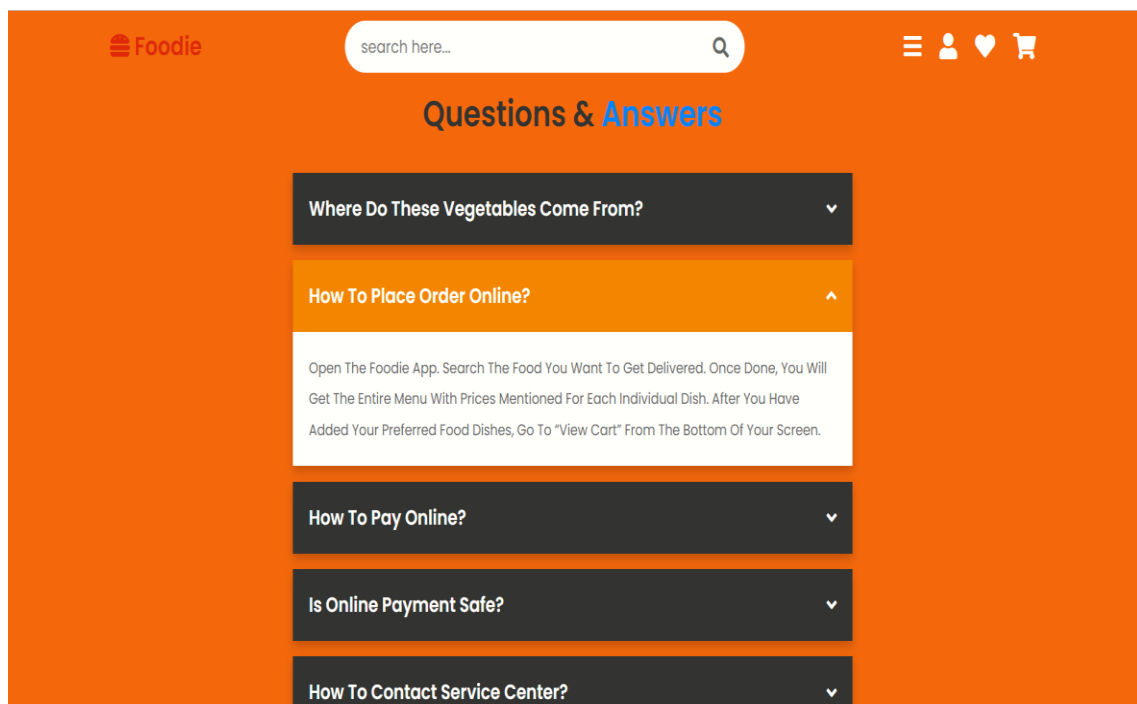 Foodie
search here...
Questions & Answers
Where Do These Vegetables Come From?
How To Place Order Online?
Open The Foodie App. Search The Food You Want To Get Delivered. Once Done, You Will
Get The Entire Menu With Prices Mentioned For Each Individual Dish. After You Have
Added Your Preferred Food Dishes, Go To “View Cart” From The Bottom Of Your Screen.
How To Pay Online?
Is Online Payment Safe?
How To Contact Service Center?